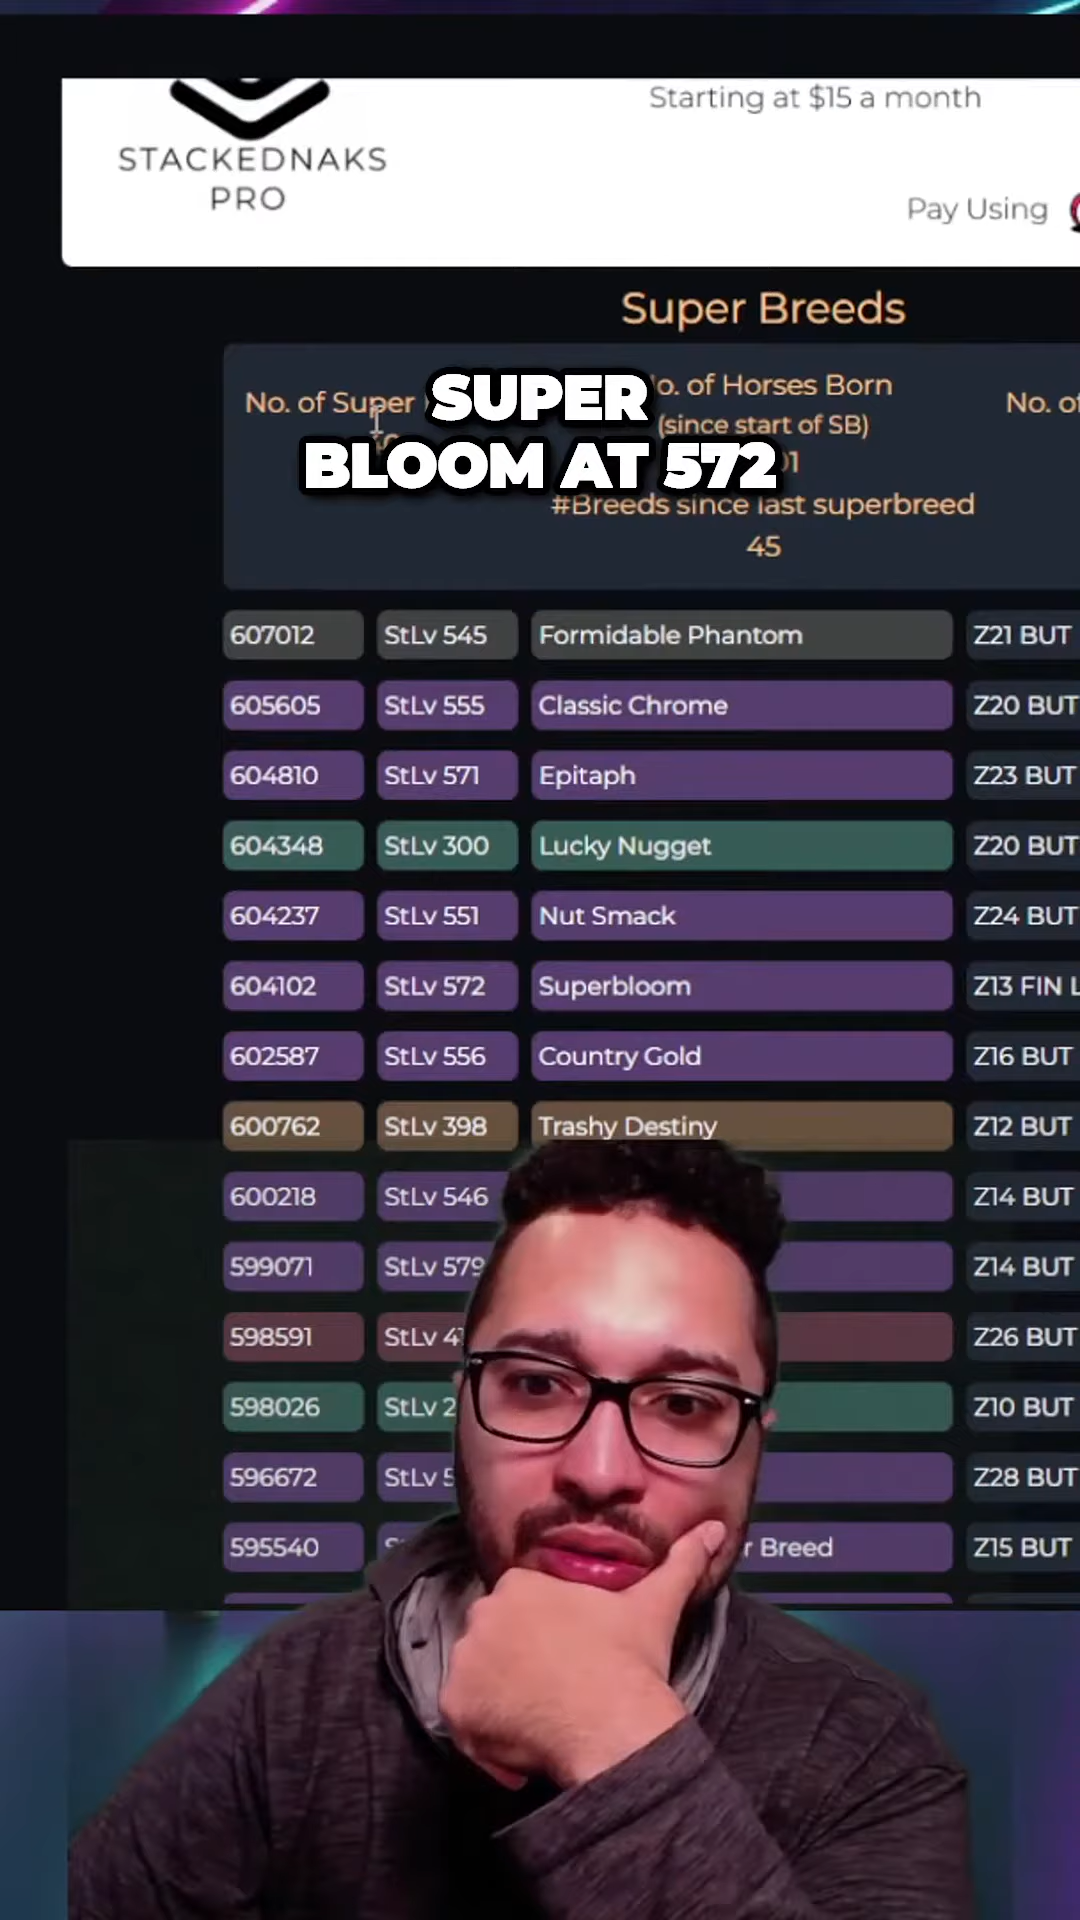 Starting at $15 a month
STACKEDNAKS
PRO
Pay Using
Super Breeds
No. of Super
SUPER
BLOOM AT 572
of Horses Born
(since start of SB)
#Breeds since last superbreed
45
No. of
607012 StLv 545 Formidable Phantom Z21 BUT
605605 StLv 555 Classic Chrome Z20 BUT
604810 StLv 571 Epitaph Z23 BUT
604348 StLv 300 Lucky Nugget Z20 BUT
604237 StLv 551 Nut Smack Z24 BUT
604102 StLv 572 Superbloom Z13 FIN
602587 StLv 556 Country Gold Z16 BUT
600762 StLv 398 Trashy Destiny Z12 BUT
600218 StLv 546 Z14 BUT
599071 StLv 579 Z14 BUT
598591 StLv Z26 BUT
598026 StLv Z10 BUT
596672 StLv Z28 BUT
595540 Breed Z15 BUT